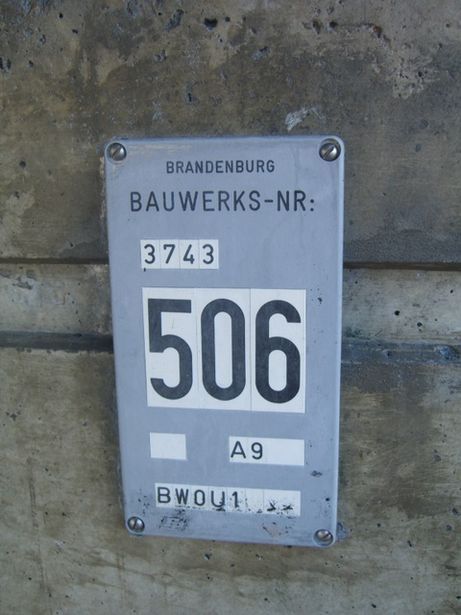 BRANDENBURG
BAUWERKS-NR:
3743
506
A9
BW0U1